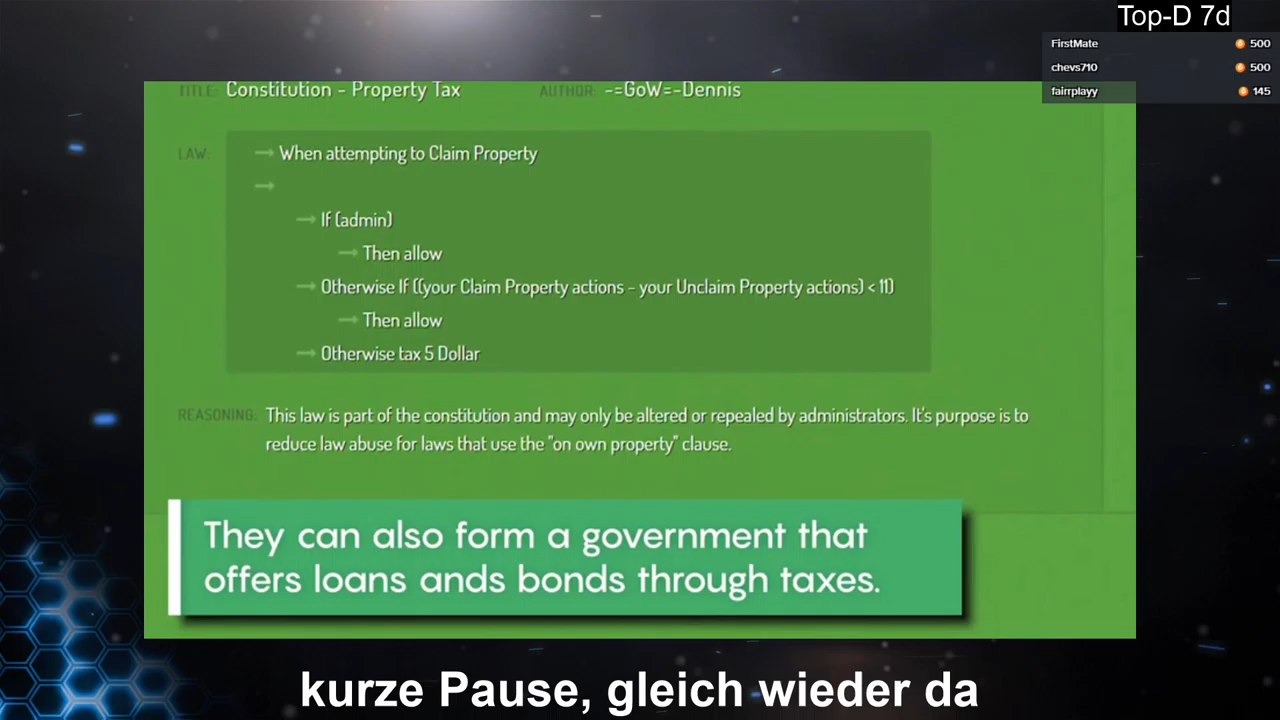 Top-D 7d
FirstMate 500
chevs710 500
fairrplayy 145
TITLE: Constitution - Property Tax AUTHOR: -=GoW=-Dennis
LAW: → When attempting to Claim Property
→
→ If (admin)
→ Then allow
→ Otherwise If ((your Claim Property actions - your Unclaim Property actions) < 11)
→ Then allow
→ Otherwise tax 5 Dollar
REASONING: This law is part of the constitution and may only be altered or repealed by administrators. It's purpose is to
reduce law abuse for laws that use the "on own property" clause.
They can also form a government that
offers loans ands bonds through taxes.
kurze Pause, gleich wieder da